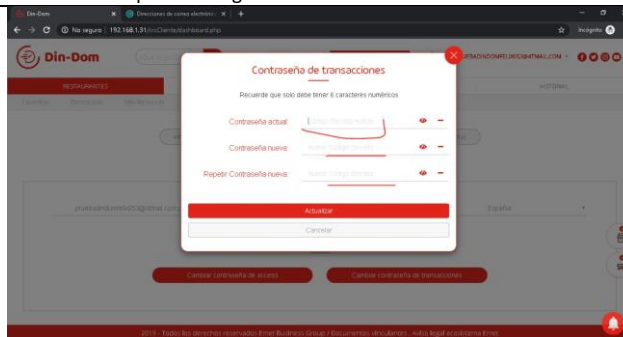 Din-Dom
Direcciones de correo electrónic
No seguro | 192.168.1.31/
dashboard.php
Incógnito
Din-Dom
RESTAURANTES
HISTORIAL
Contraseña de transacciones
Recuerde que solo debe tener 6 caracteres numéricos
Contraseña actual:
Contraseña nueva:
Repetir Contraseña nueva:
Actualizar
Cancelar
Español
Cambiar contraseña de acceso
Cambiar contraseña de transacciones
2019 - Todos los derechos reservados Emet Business Group / Documentos vinculantes . Aviso legal ecosistema Emet